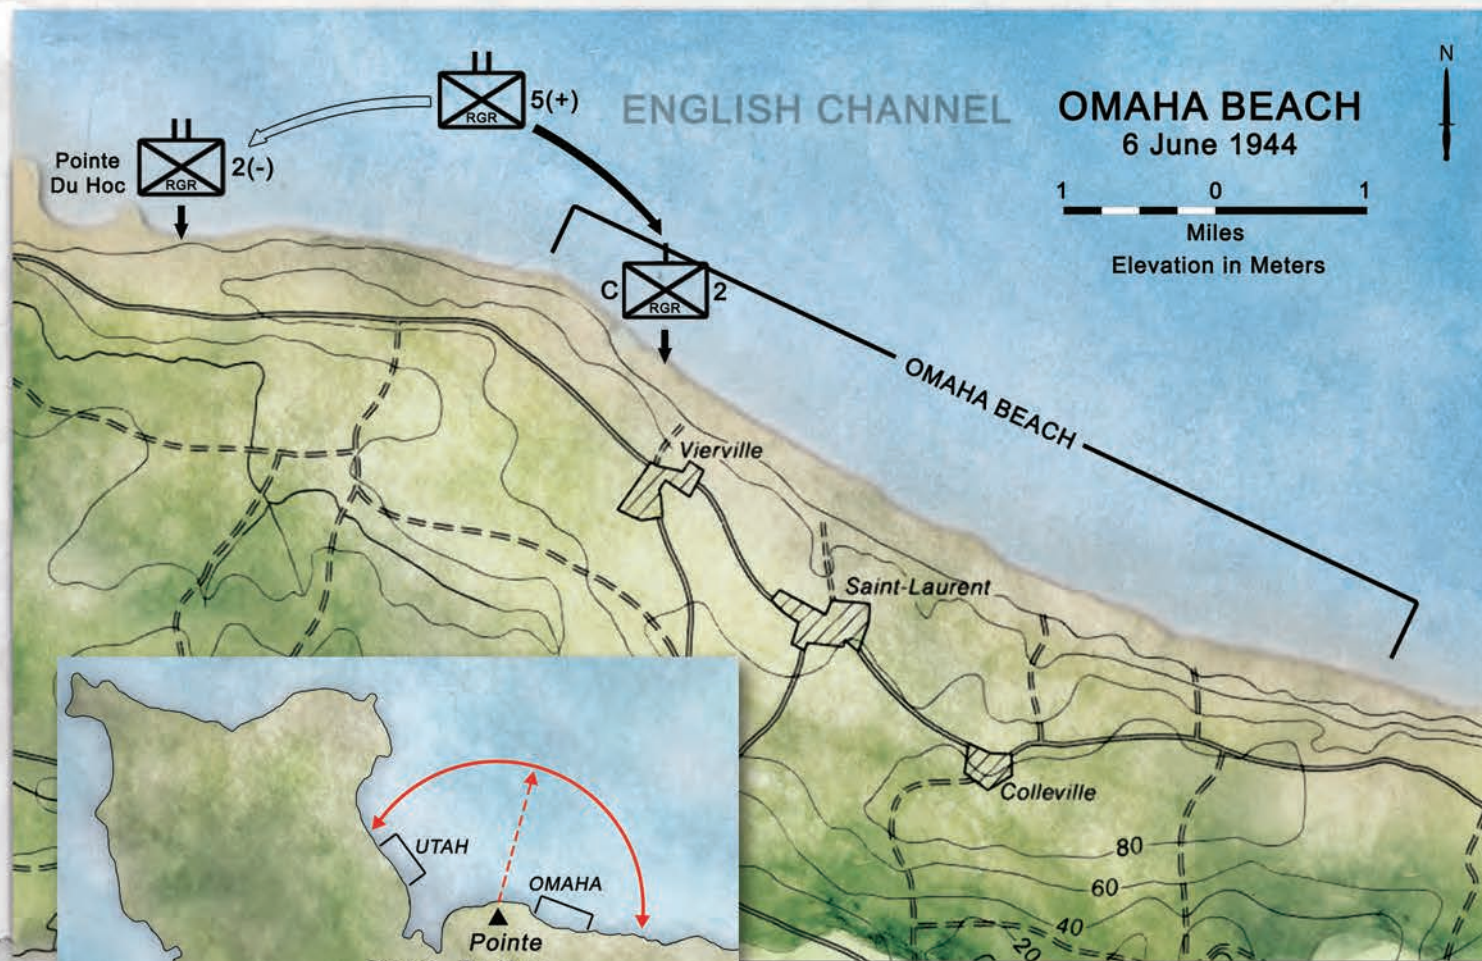 N
OMAHA BEACH
6 June 1944
1 0 1
Miles
Elevation in Meters
ENGLISH CHANNEL
RGR
5(+)
Pointe
Du Hoc
RGR
2(-)
C
RGR
2
OMAHA BEACH
Vierville
Saint-Laurent
Colleville
80
60
40
20
UTAH
OMAHA
Pointe